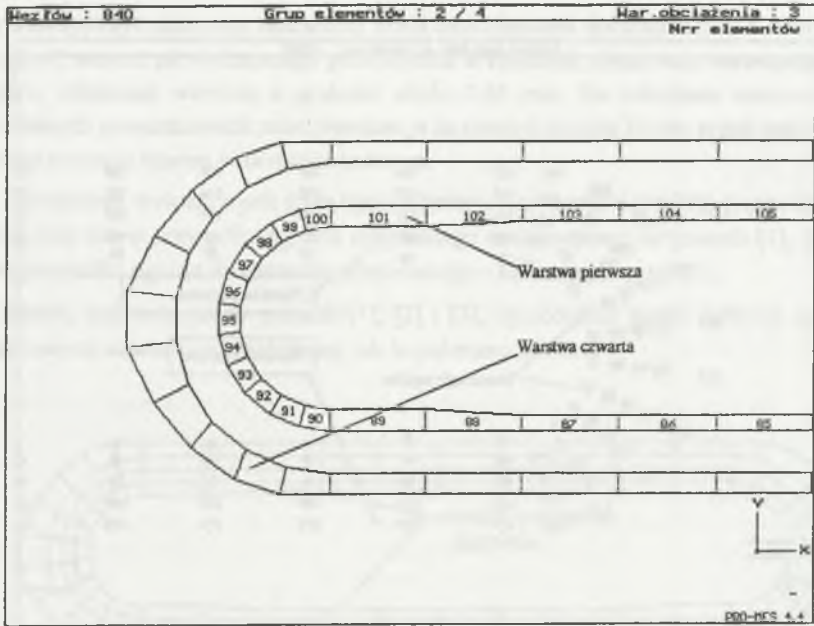 Węzłów : 840 Grup elementów : 2 / 4 War.obciażenia : 3
Nrr elementów
100 101 102 103 104 105
99
98
97
Warstwa pierwsza
96
95
94
Warstwa czwarta
93
92
91
90 89 88 87 86 85
Y
X
PRO-MES 4.4